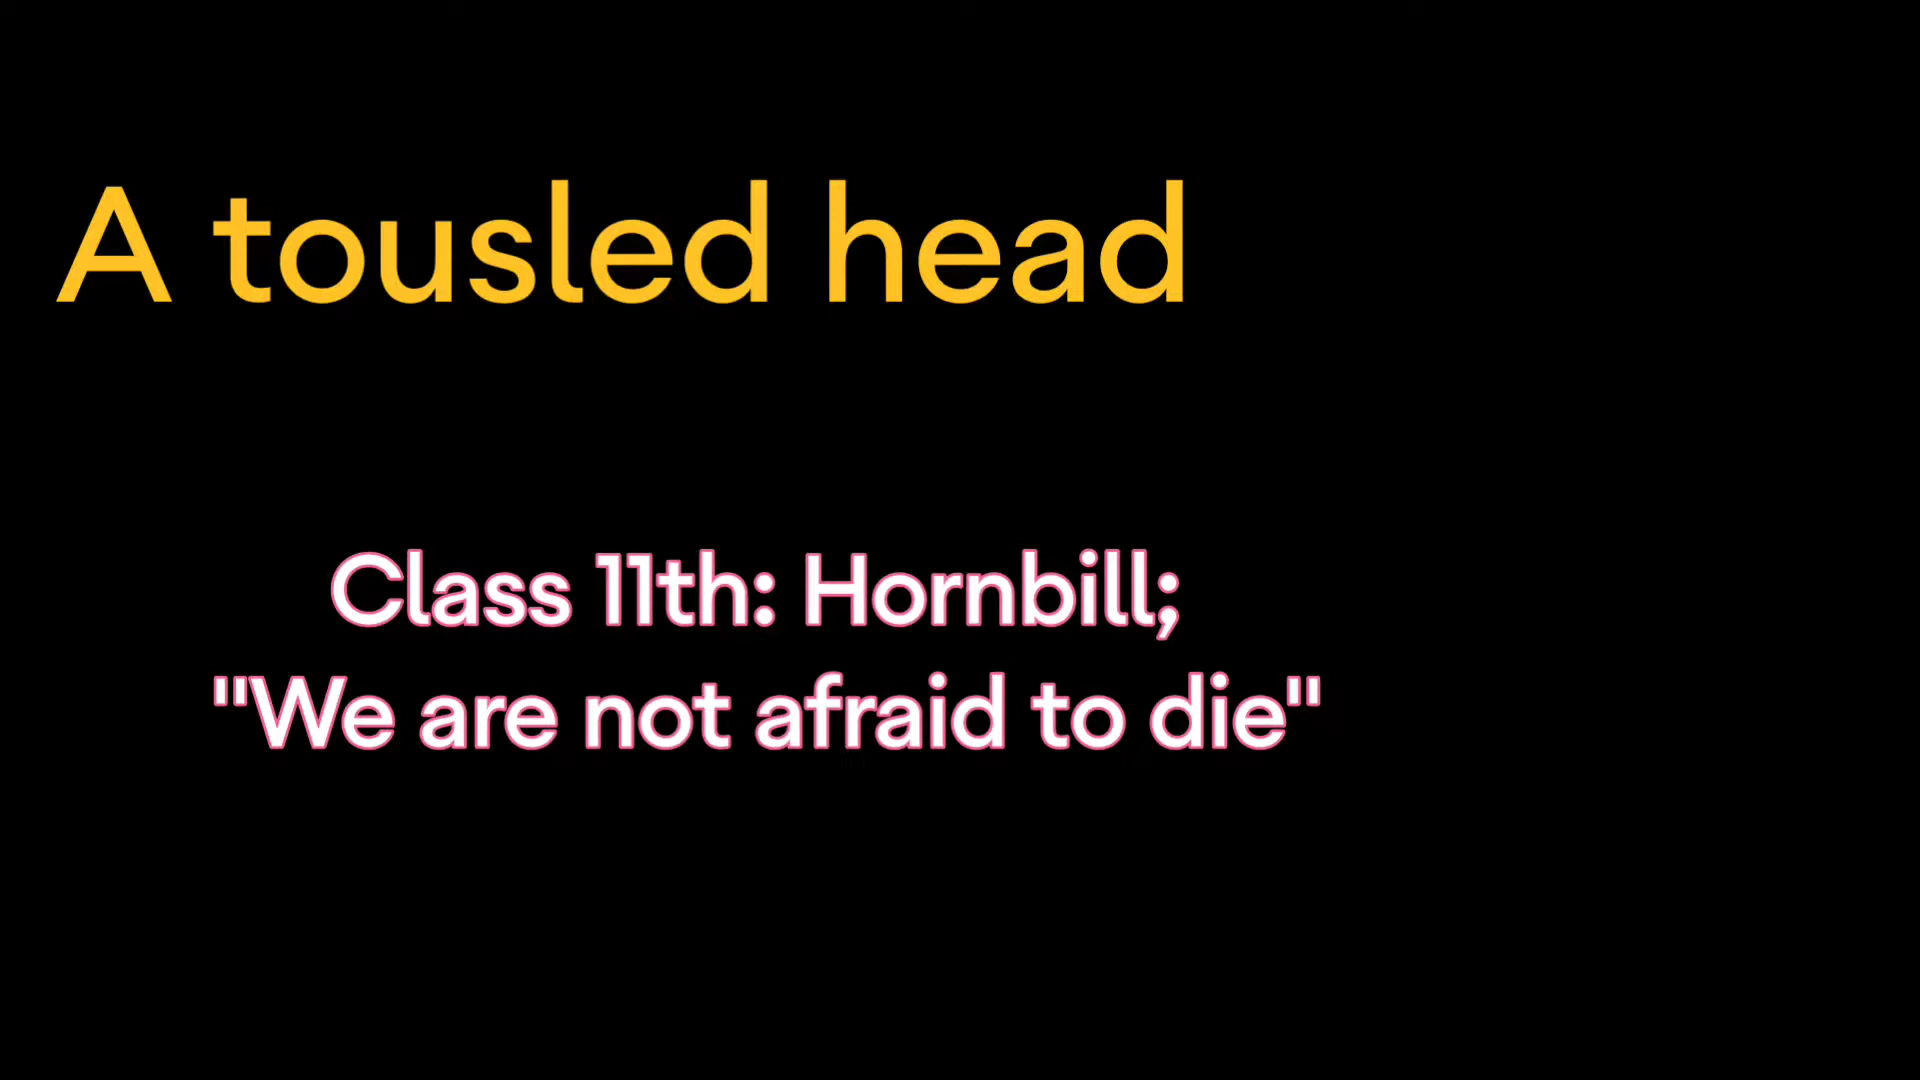 A tousled head
Class 11th: Hornbill;
"We are not afraid to die"